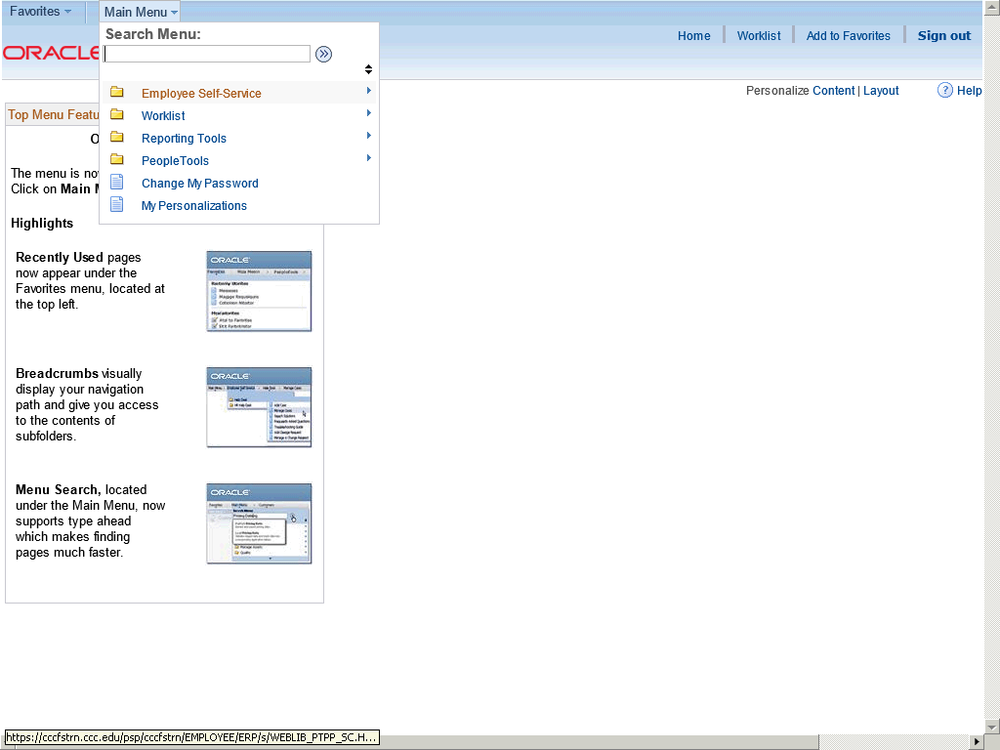 Favorites
Main Menu
Search Menu:
ORACLE
Home
Worklist
Add to Favorites
Sign out
Personalize Content | Layout
Help
Employee Self-Service
Worklist
Reporting Tools
PeopleTools
Change My Password
My Personalizations
Top Menu Featu
O
The menu is no
Click on Main M
Highlights
Recently Used pages
now appear under the
Favorites menu, located at
the top left.
ORACLE
Breadcrumbs visually
display your navigation
path and give you access
to the contents of
subfolders.
ORACLE
Menu Search, located
under the Main Menu, now
supports type ahead
which makes finding
pages much faster.
ORACLE
https://cccfstrn.ccc.edu/psp/cccfstrn/EMPLOYEE/ERP/s/WEBLIB_PTPP_SC.H...